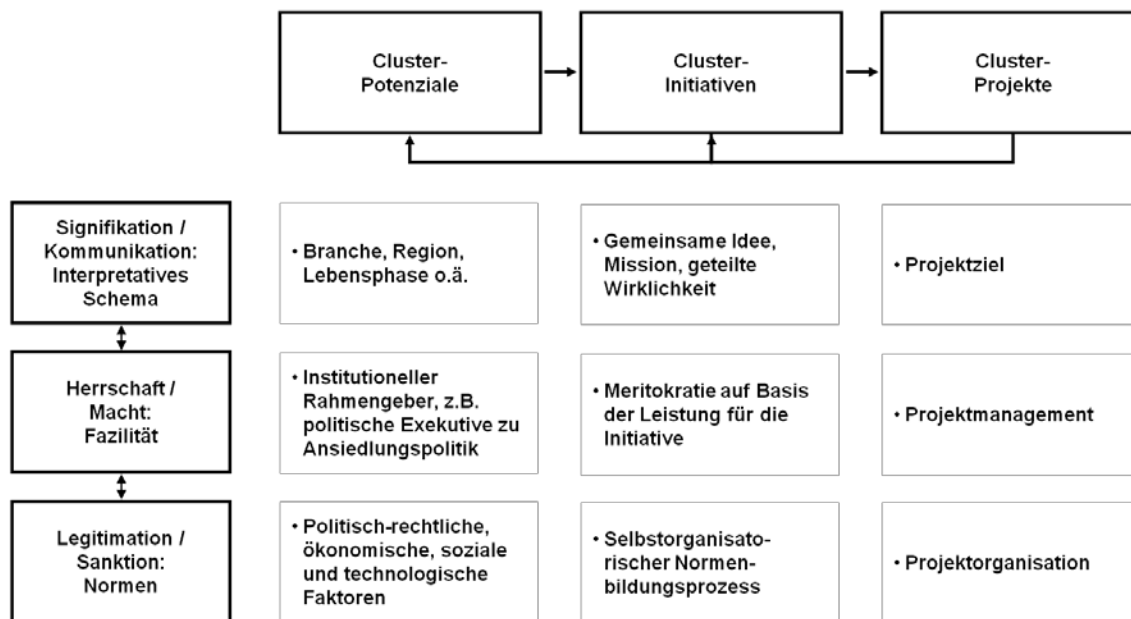 Cluster-
Potenziale
Cluster-
Initiativen
Cluster-
Projekte
Signifikation /
Kommunikation:
Interpretatives
Schema
• Branche, Region,
Lebensphase o.ä.
• Gemeinsame Idee,
Mission, geteilte
Wirklichkeit
• Projektziel
Herrschaft /
Macht:
Fazilität
• Institutioneller
Rahmengeber, z.B.
politische Exekutive zu
Ansiedlungspolitik
• Meritokratie auf Basis
der Leistung für die
Initiative
• Projektmanagement
Legitimation /
Sanktion:
Normen
• Politisch-rechtliche,
ökonomische, soziale
und technologische
Faktoren
• Selbstorganisato-
rischer Normen-
bildungsprozess
• Projektorganisation